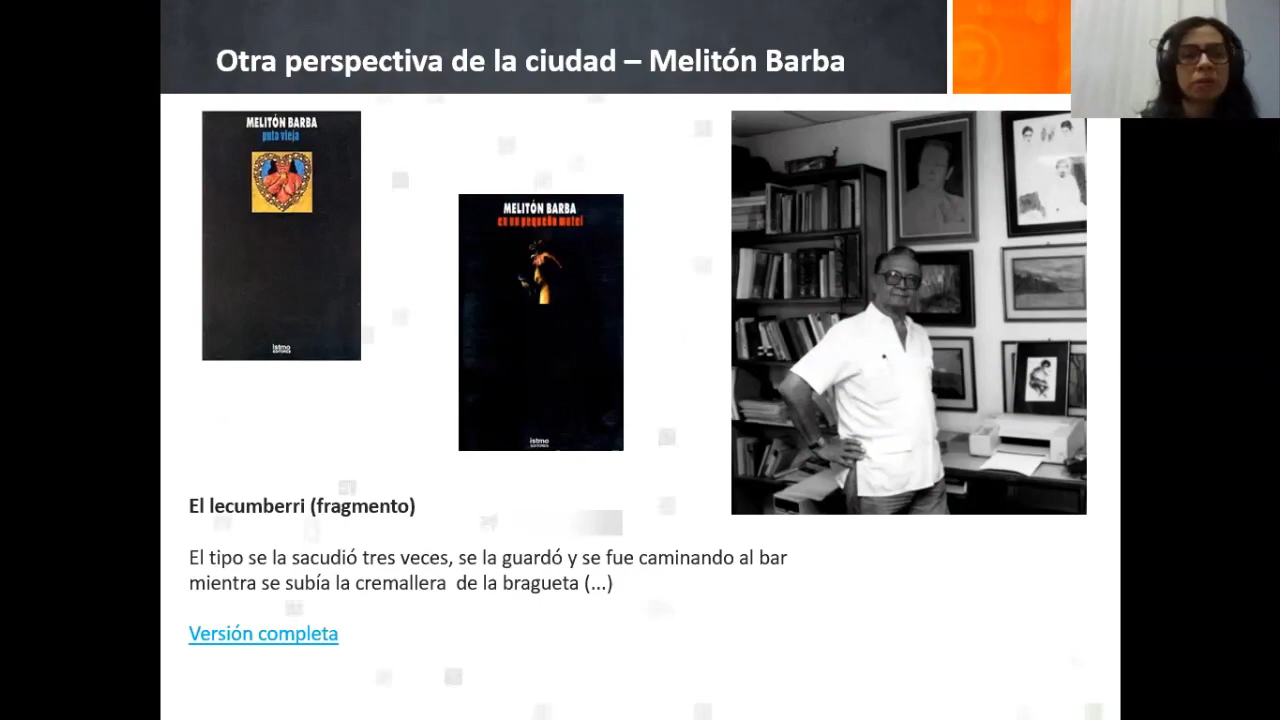 Otra perspectiva de la ciudad – Melitón Barba
MELITÓN BARBA
puta vieja
istmo
EDITORES
MELITÓN BARBA
en un pequeño motel
istmo
EDITORES
El lecumberri (fragmento)
El tipo se la sacudió tres veces, se la guardó y se fue caminando al bar
mientra se subía la cremallera de la bragueta (...)
Versión completa